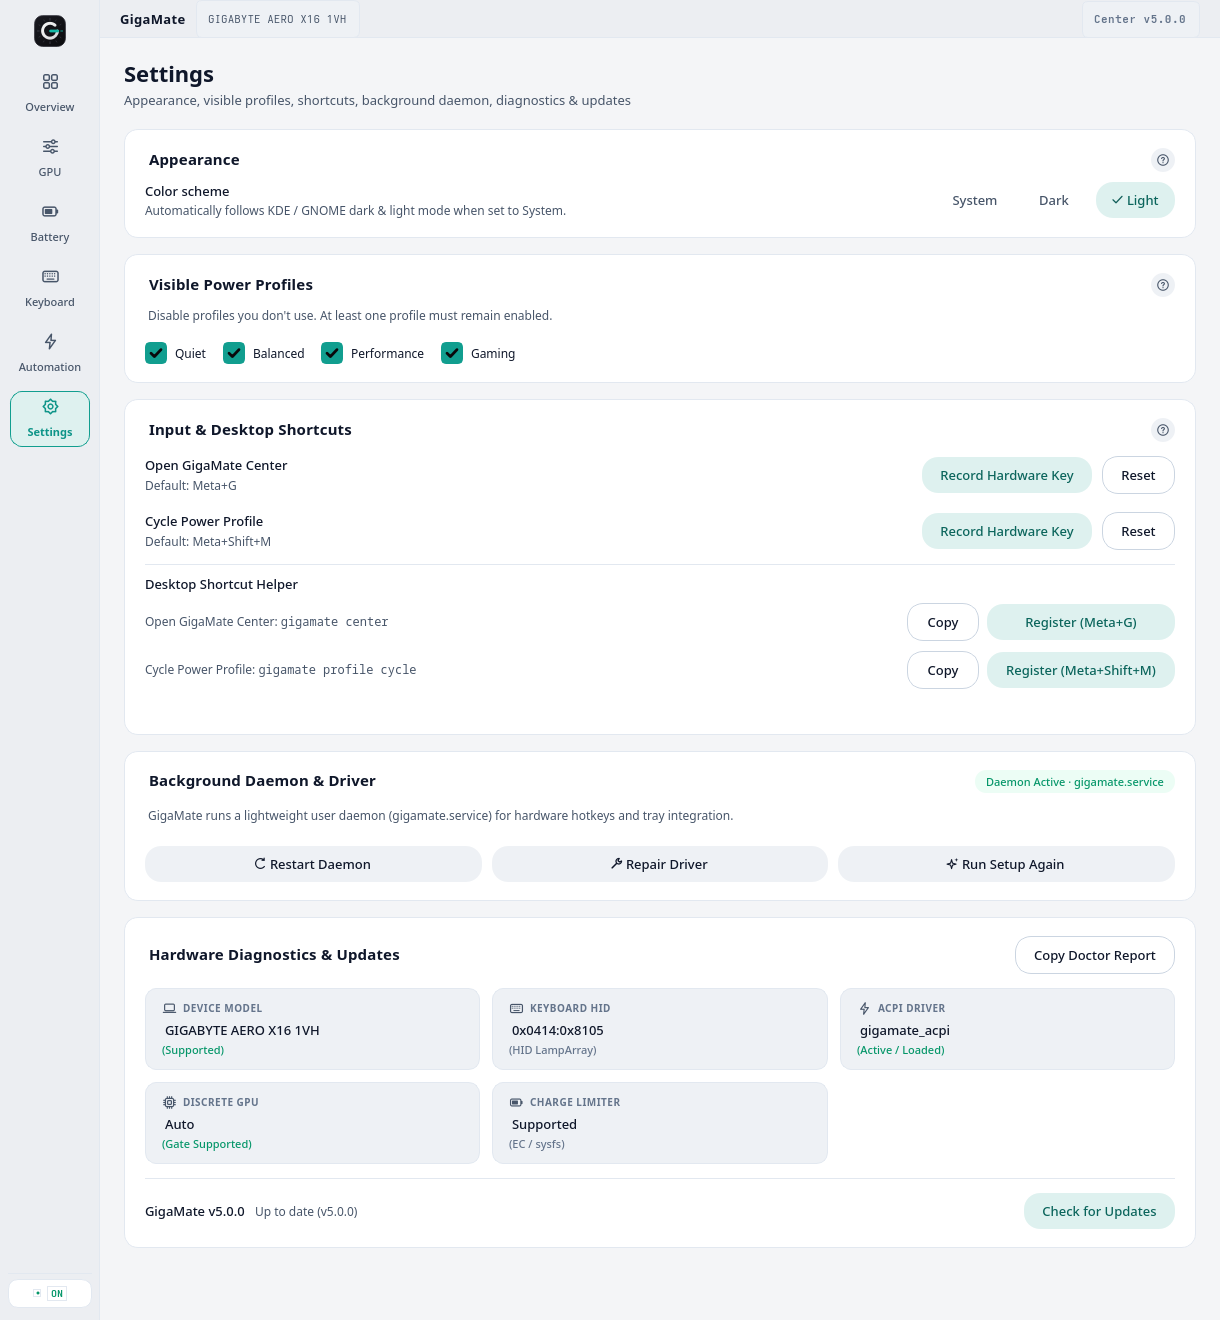 GigaMate
GIGABYTE AERO X16 1VH
Center v5.0.0
Overview
GPU
Battery
Keyboard
Automation
Settings
ON
Settings
Appearance, visible profiles, shortcuts, background daemon, diagnostics & updates
Appearance
Color scheme
Automatically follows KDE / GNOME dark & light mode when set to System.
System
Dark
Light
Visible Power Profiles
Disable profiles you don't use. At least one profile must remain enabled.
Quiet
Balanced
Performance
Gaming
Input & Desktop Shortcuts
Open GigaMate Center
Default: Meta+G
Record Hardware Key
Reset
Cycle Power Profile
Default: Meta+Shift+M
Record Hardware Key
Reset
Desktop Shortcut Helper
Open GigaMate Center: gigamate center
Copy
Register (Meta+G)
Cycle Power Profile: gigamate profile cycle
Copy
Register (Meta+Shift+M)
Background Daemon & Driver
Daemon Active · gigamate.service
GigaMate runs a lightweight user daemon (gigamate.service) for hardware hotkeys and tray integration.
Restart Daemon
Repair Driver
Run Setup Again
Hardware Diagnostics & Updates
Copy Doctor Report
DEVICE MODEL
GIGABYTE AERO X16 1VH
(Supported)
KEYBOARD HID
0x0414:0x8105
(HID LampArray)
ACPI DRIVER
gigamate_acpi
(Active / Loaded)
DISCRETE GPU
Auto
(Gate Supported)
CHARGE LIMITER
Supported
(EC / sysfs)
GigaMate v5.0.0
Up to date (v5.0.0)
Check for Updates